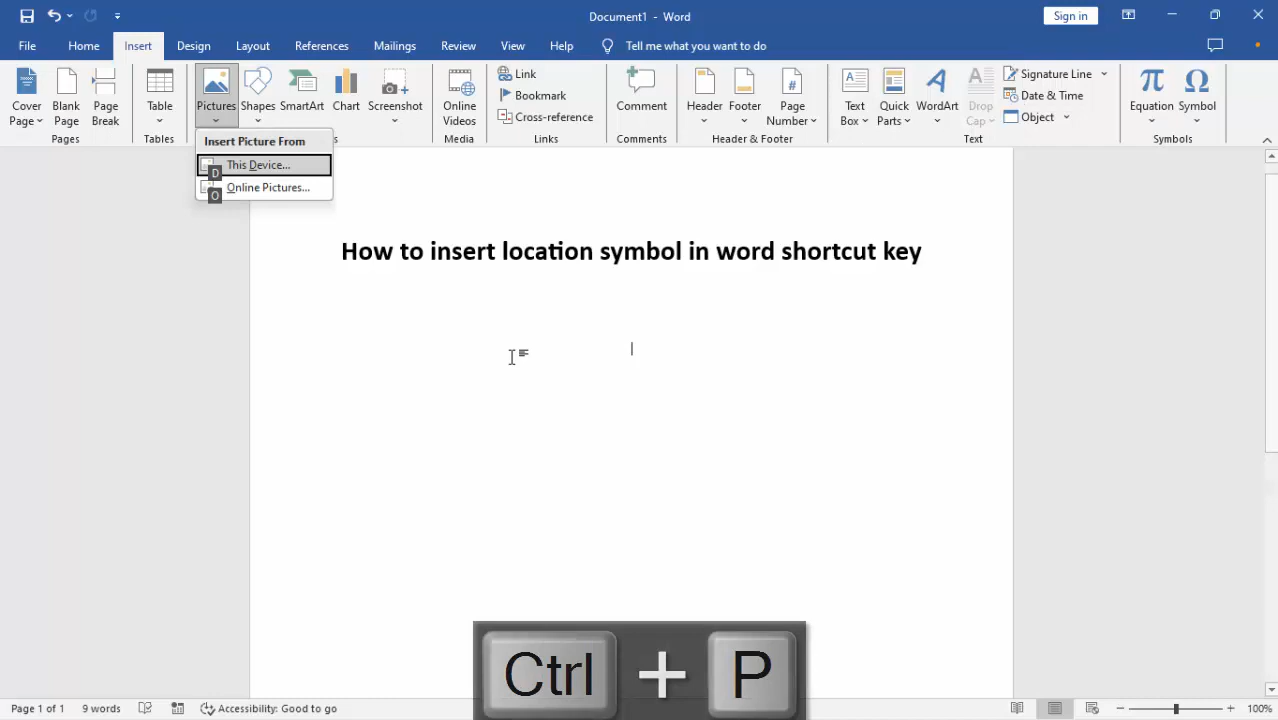 Document1 - Word
Sign in
File Home Insert Design Layout References Mailings Review View Help Tell me what you want to do
Cover Page
Blank Page
Page Break
Pages
Table
Tables
Pictures
Shapes
SmartArt
Chart
Screenshot
Online Videos
Media
Link
Bookmark
Cross-reference
Links
Comment
Comments
Header
Footer
Page Number
Header & Footer
Text Box
Quick Parts
WordArt
Drop Cap
Signature Line
Date & Time
Object
Text
Equation
Symbol
Symbols
Insert Picture From
This Device...
D
Online Pictures...
O
How to insert location symbol in word shortcut key
Ctrl + P
Page 1 of 1 9 words Accessibility: Good to go 100%